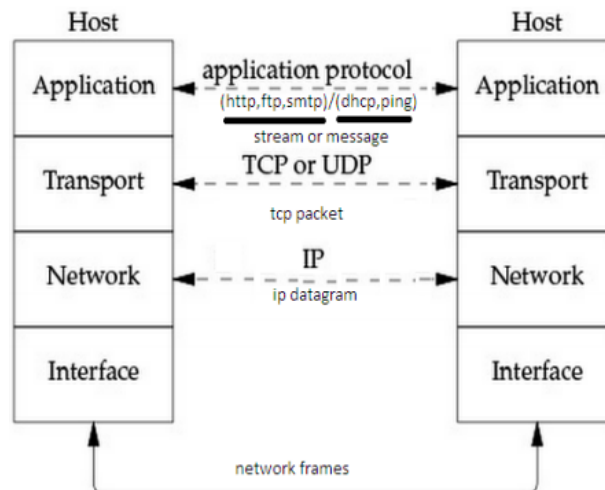 Host Host
Application application protocol Application
(http,ftp,smtp)/(dhcp,ping)
stream or message
TCP or UDP
Transport Transport
tcp packet
IP
Network Network
ip datagram
Interface Interface
network frames